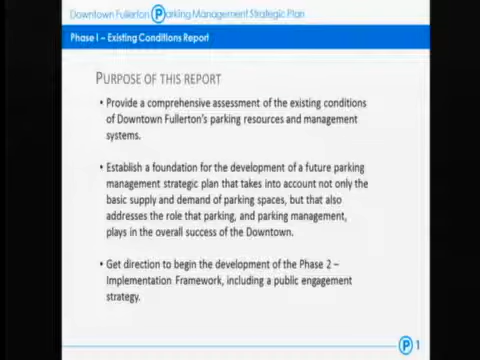 Downtown Fullerton Parking Management Strategic Plan
Phase I – Existing Conditions Report
PURPOSE OF THIS REPORT
• Provide a comprehensive assessment of the existing conditions
of Downtown Fullerton's parking resources and management
systems.
• Establish a foundation for the development of a future parking
management strategic plan that takes into account not only the
basic supply and demand of parking spaces, but that also
addresses the role that parking, and parking management,
plays in the overall success of the Downtown.
• Get direction to begin the development of the Phase 2 –
Implementation Framework, including a public engagement
strategy.
P 1